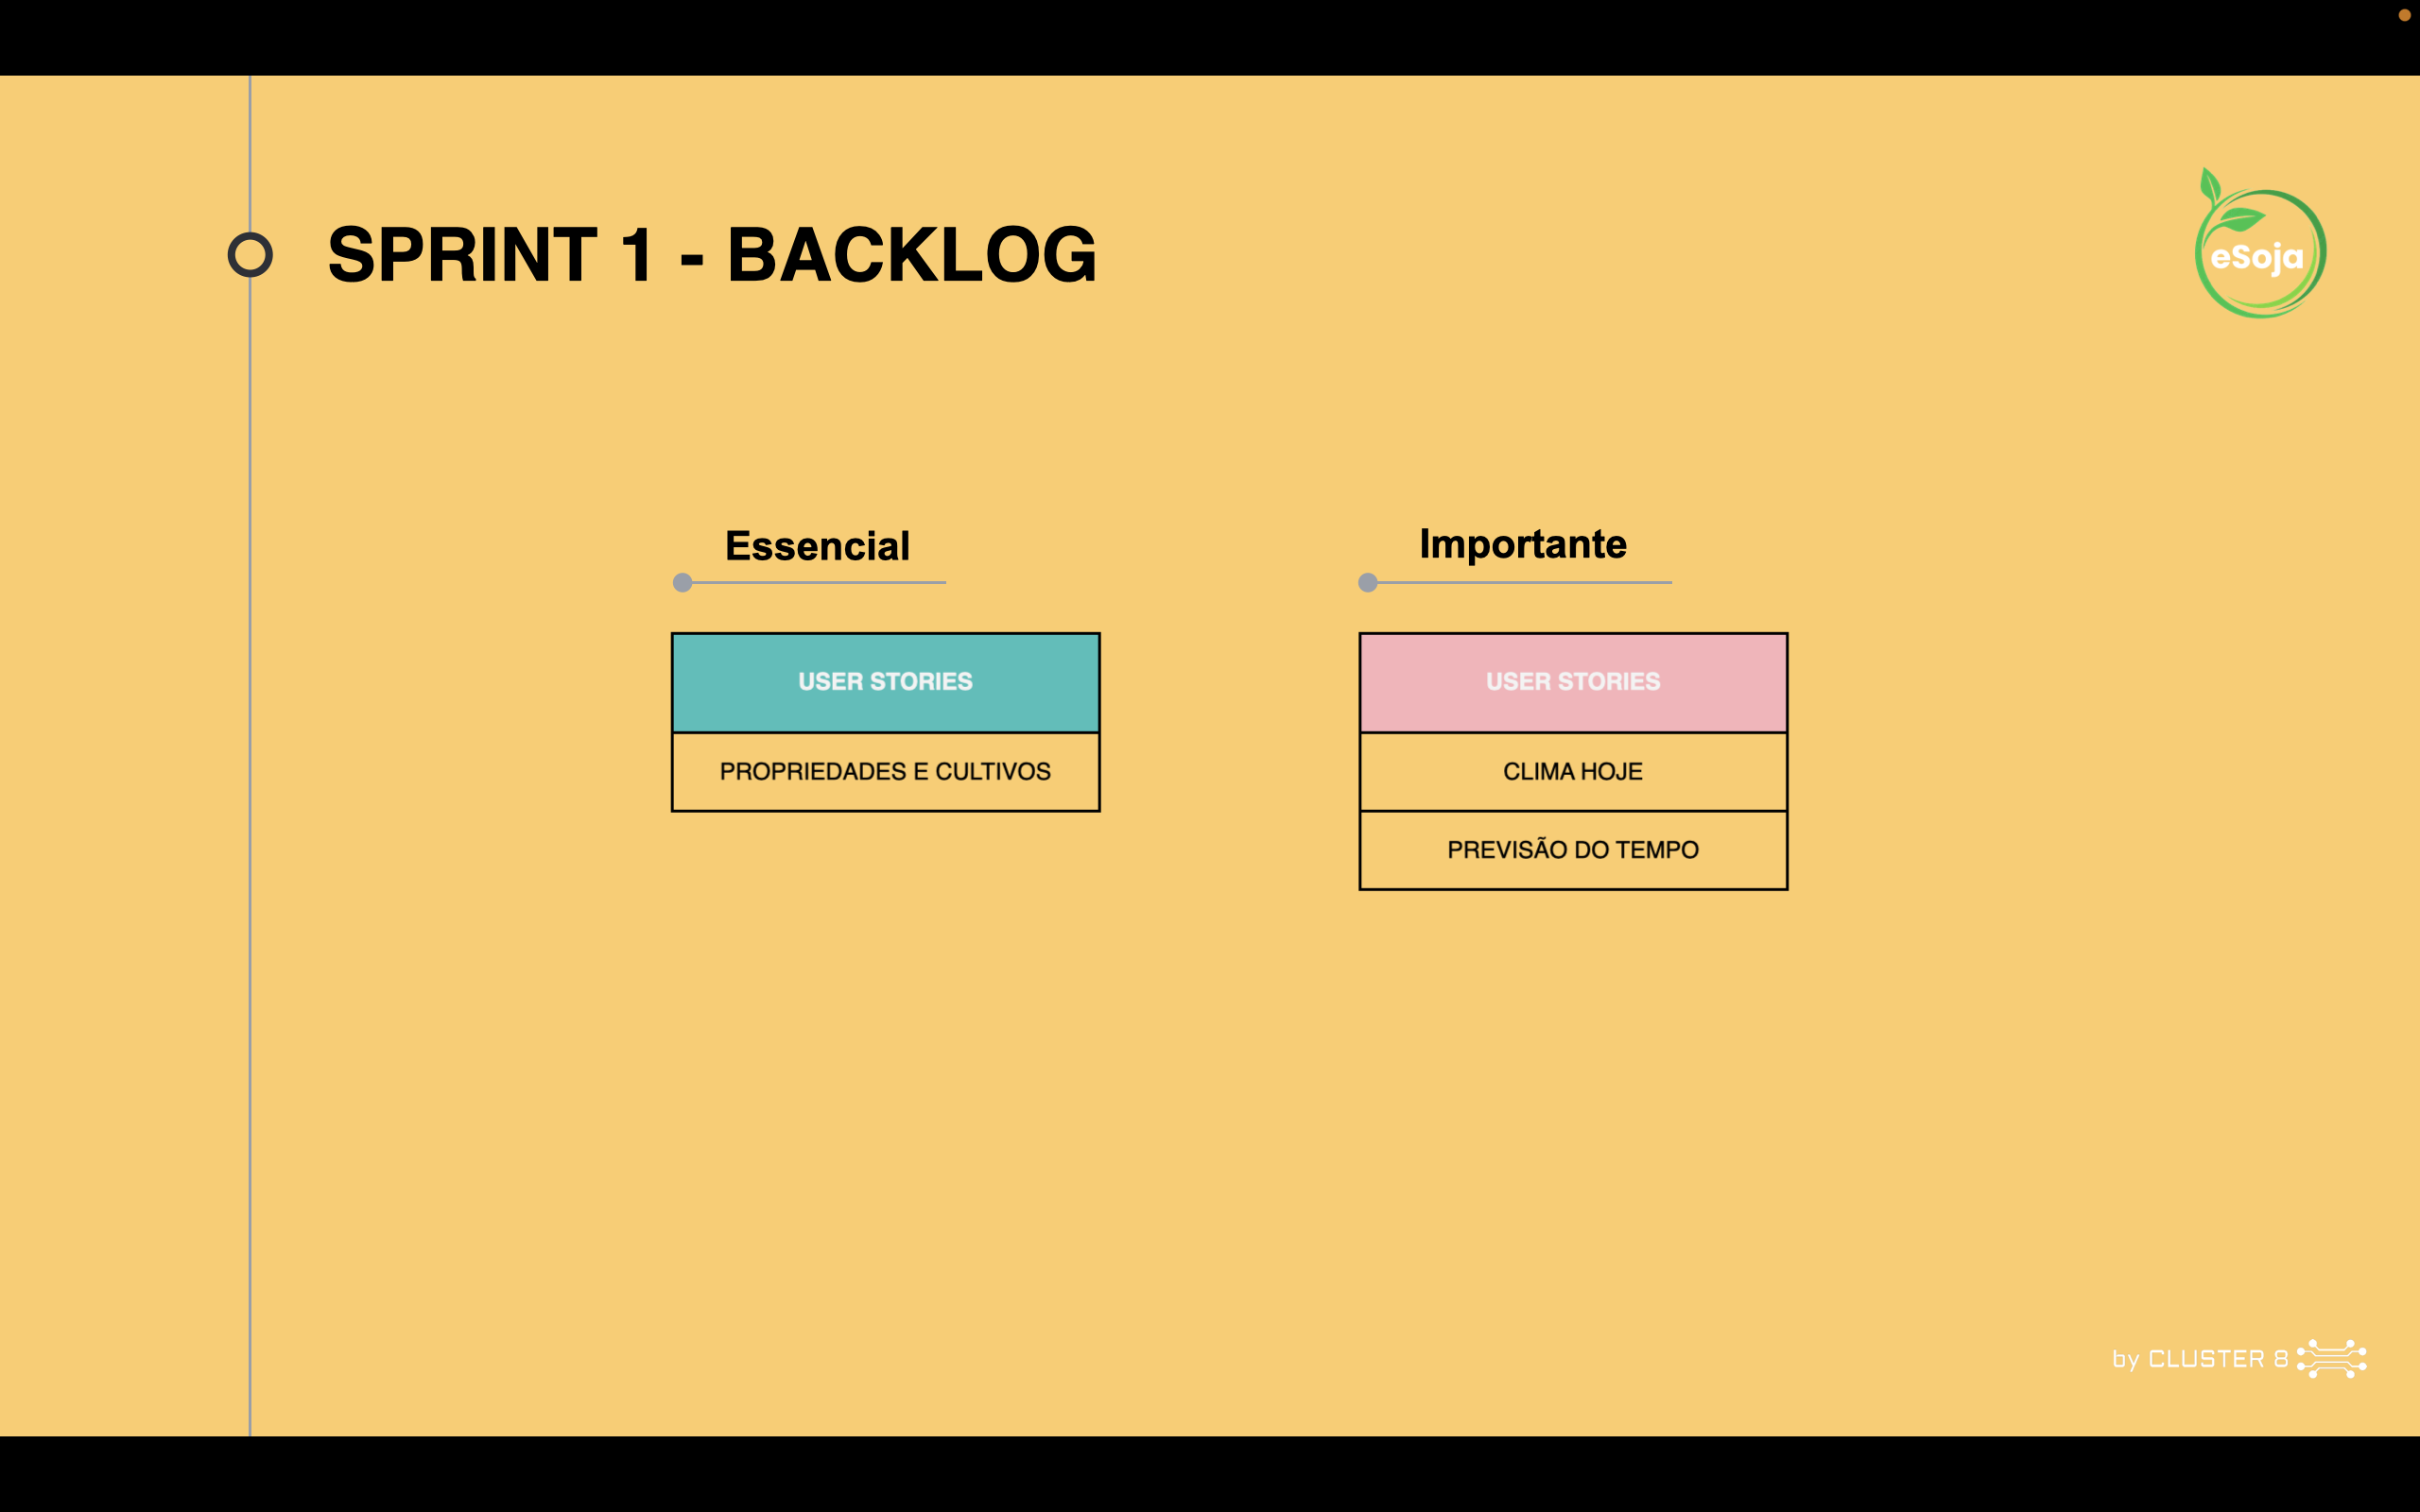 SPRINT 1 - BACKLOG
eSoja
Essencial
USER STORIES
PROPRIEDADES E CULTIVOS
Importante
USER STORIES
CLIMA HOJE
PREVISÃO DO TEMPO
by CLUSTER 8